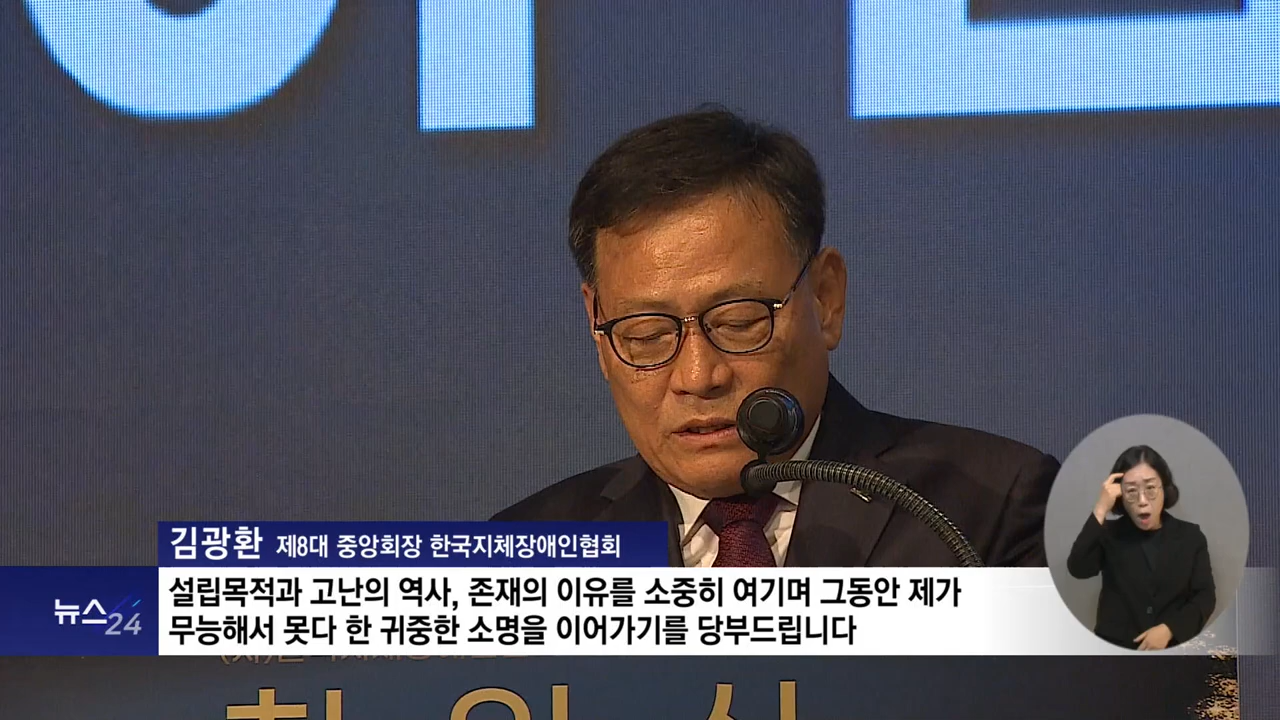 김광환 제8대 중앙회장 한국지체장애인협회
설립목적과 고난의 역사, 존재의 이유를 소중히 여기며 그동안 제가
무능해서 못다 한 귀중한 소명을 이어가기를 당부드립니다
뉴스
24